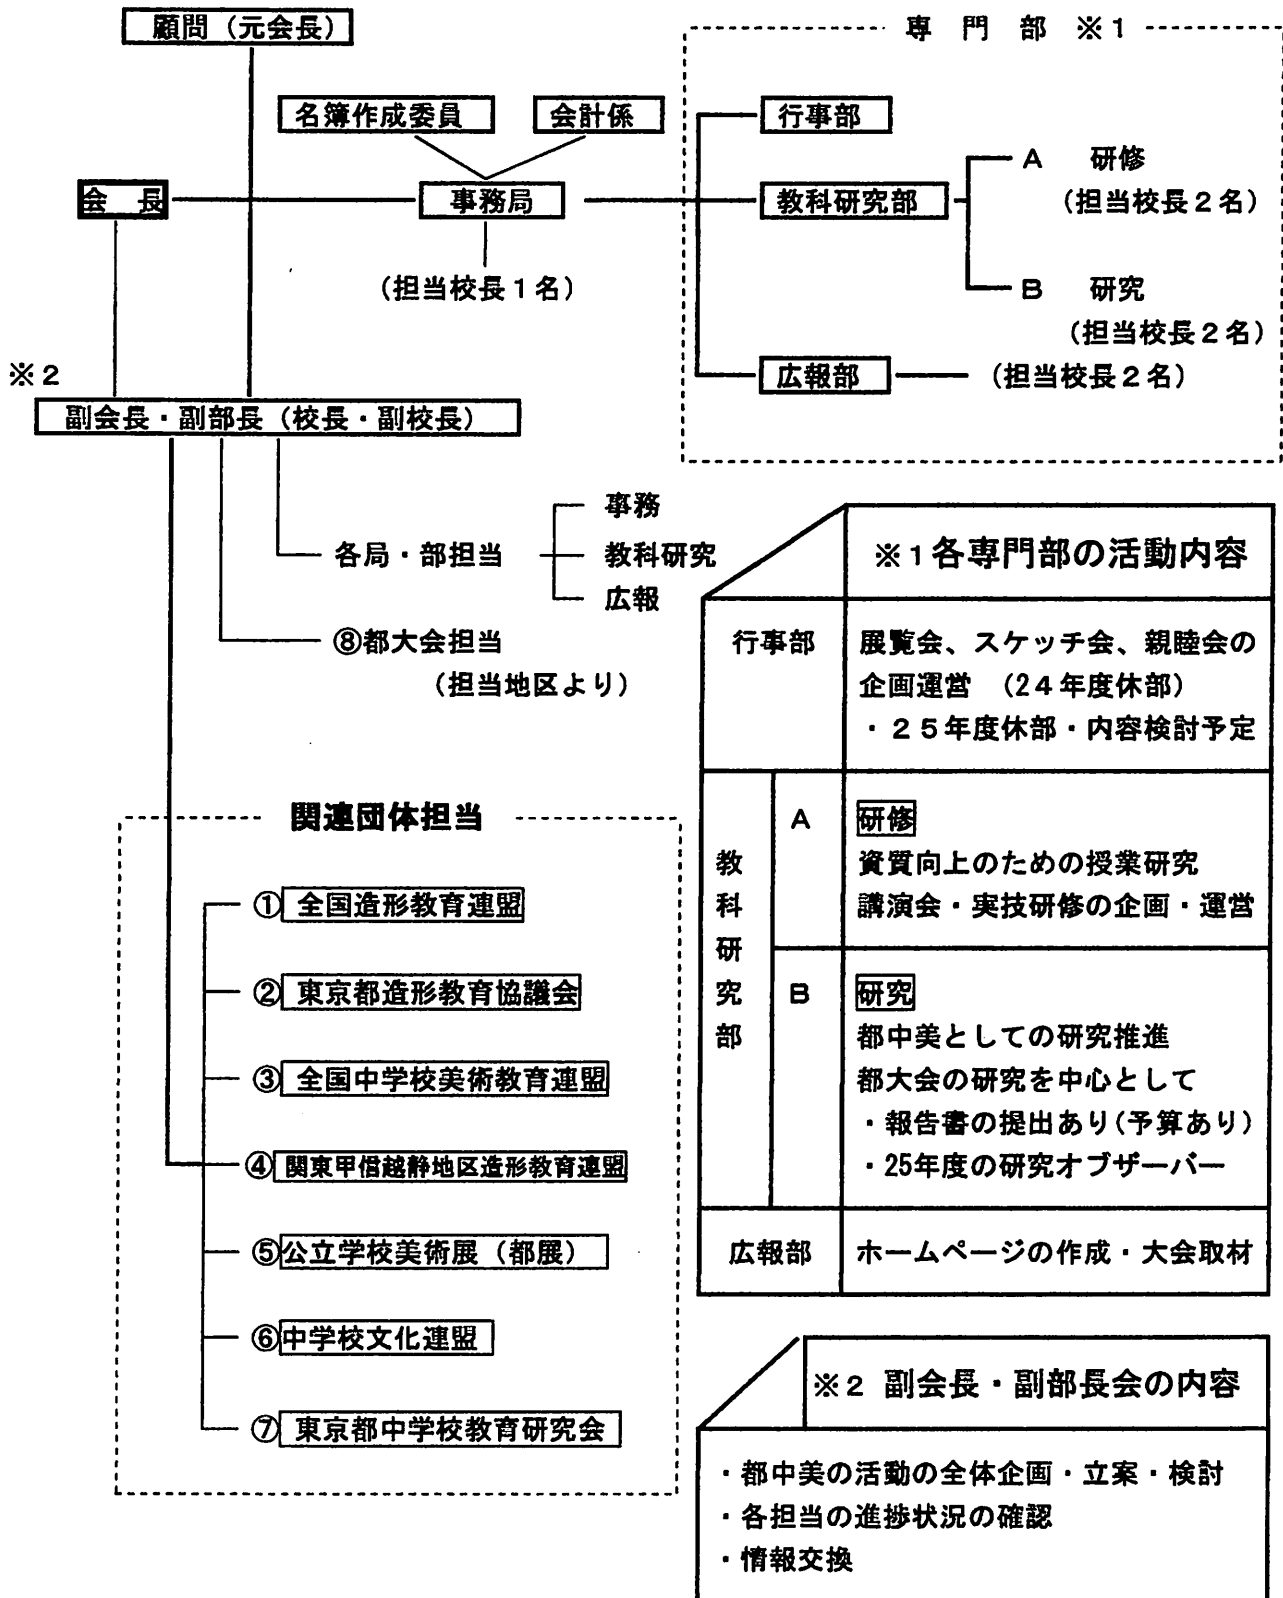 顧問（元会長）
専　門　部　※１
名簿作成委員
会計係
行事部
Ａ　研修
（担当校長２名）
会　長
事務局
教科研究部
（担当校長１名）
Ｂ　研究
（担当校長２名）
※２
広報部
（担当校長２名）
副会長・副部長（校長・副校長）
各局・部担当
事務
教科研究
広報
⑧都大会担当
（担当地区より）
関連団体担当
①全国造形教育連盟
②東京都造形教育協議会
③全国中学校美術教育連盟
④関東甲信越静地区造形教育連盟
⑤公立学校美術展（都展）
⑥中学校文化連盟
⑦東京都中学校教育研究会
※１各専門部の活動内容
行事部
展覧会、スケッチ会、親睦会の
企画運営　（２４年度休部）
・２５年度休部・内容検討予定
教科研究部
Ａ
研修
資質向上のための授業研究
講演会・実技研修の企画・運営
Ｂ
研究
都中美としての研究推進
都大会の研究を中心として
・報告書の提出あり(予算あり)
・25年度の研究オブザーバー
広報部
ホームページの作成・大会取材
※２ 副会長・副部長会の内容
・都中美の活動の全体企画・立案・検討
・各担当の進捗状況の確認
・情報交換